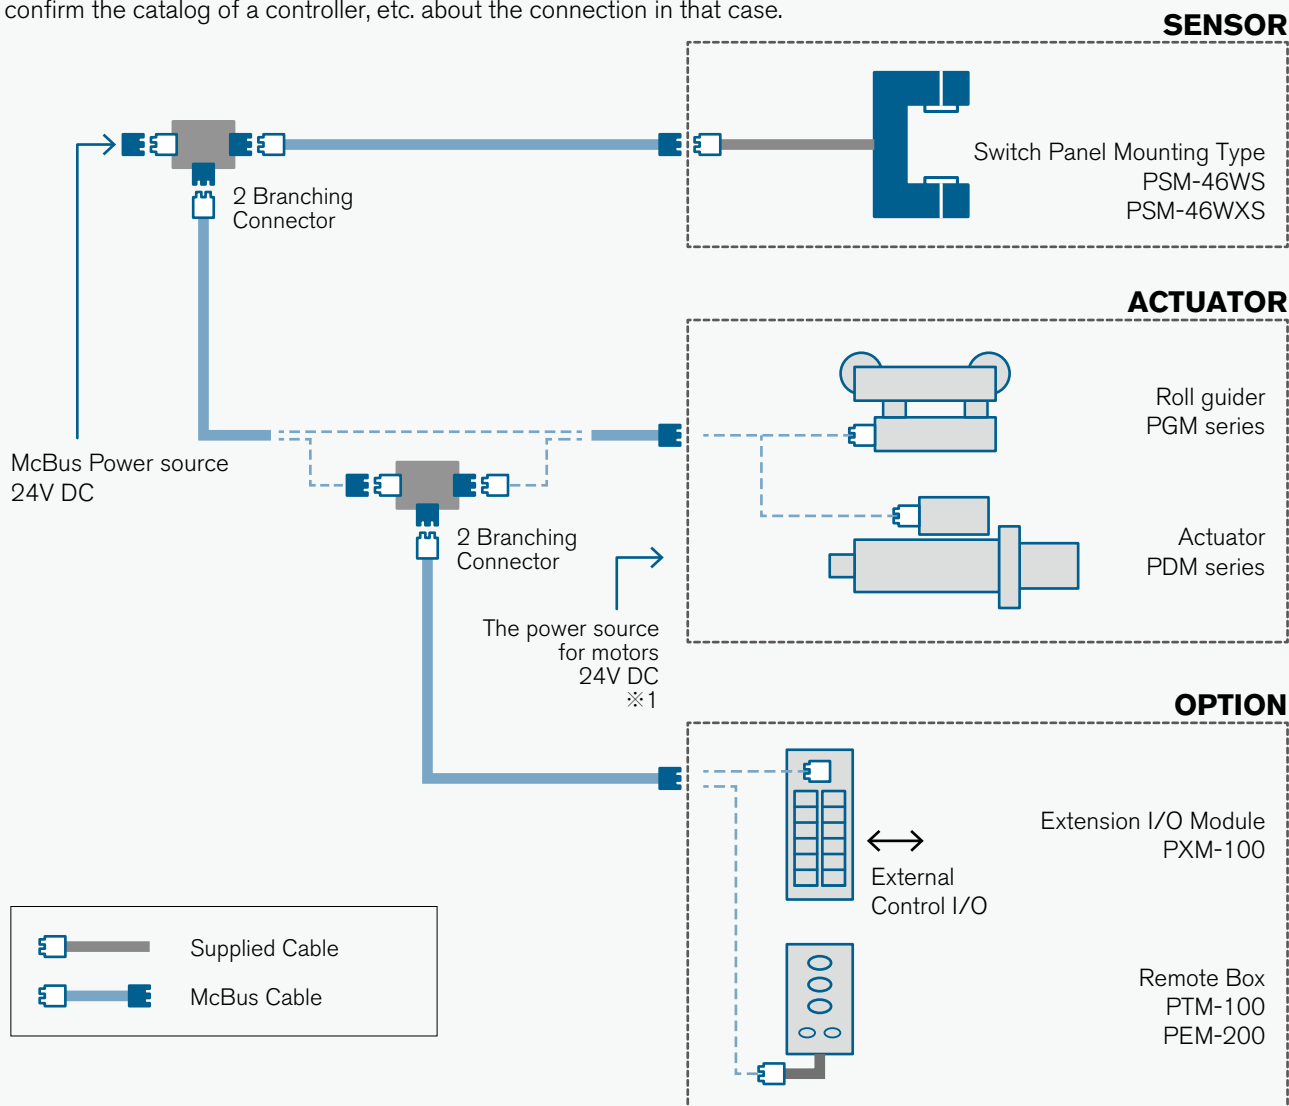 confirm the catalog of a controller, etc. about the connection in that case.
SENSOR
Switch Panel Mounting Type
PSM-46WS
PSM-46WXS
2 Branching
Connector
ACTUATOR
Roll guider
PGM series
McBus Power source
24V DC
2 Branching
Connector
Actuator
PDM series
The power source
for motors
24V DC
※1
OPTION
Extension I/O Module
PXM-100
External
Control I/O
Supplied Cable
McBus Cable
Remote Box
PTM-100
PEM-200